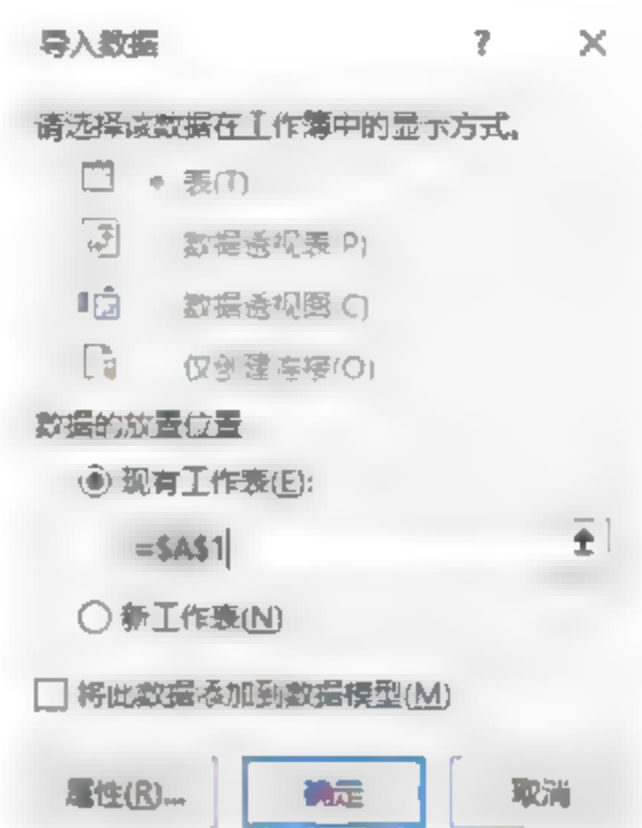 导入数据 ? ×
请选择该数据在工作簿中的显示方式。
表(T)
数据透视表(P)
数据透视图(C)
仅创建连接(O)
数据的放置位置
现有工作表(E):
=$A$1
新工作表(N)
将此数据添加到数据模型(M)
属性(R)... 确定 取消